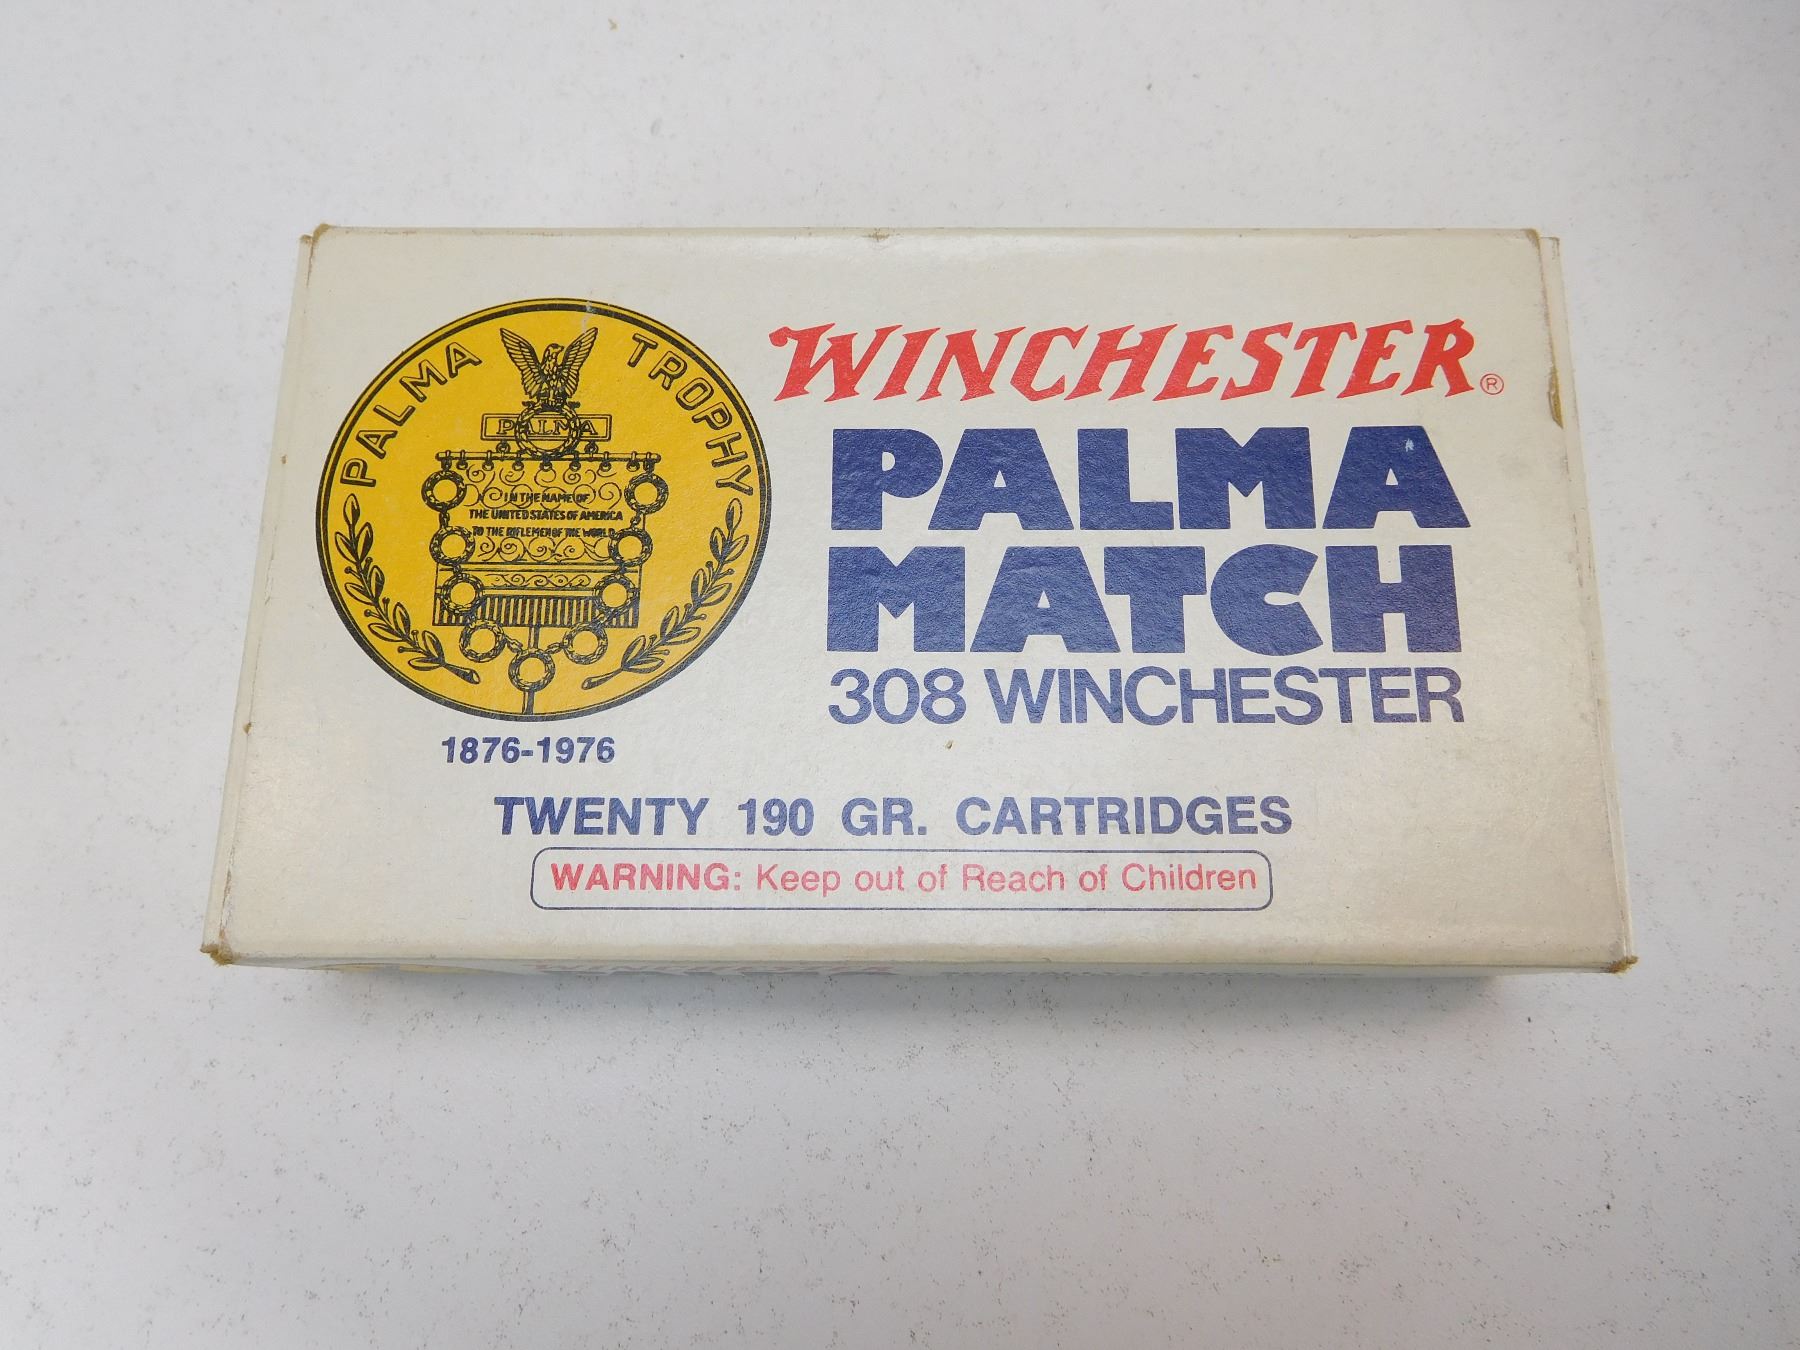 PALMA TROPHY
PALMA
IN THE NAME OF
THE UNITED STATES OF AMERICA
TO THE RIFLEMEN OF THE WORLD
1876-1976
WINCHESTER®
PALMA
MATCH
308 WINCHESTER
TWENTY 190 GR. CARTRIDGES
WARNING: Keep out of Reach of Children
WINCHESTER